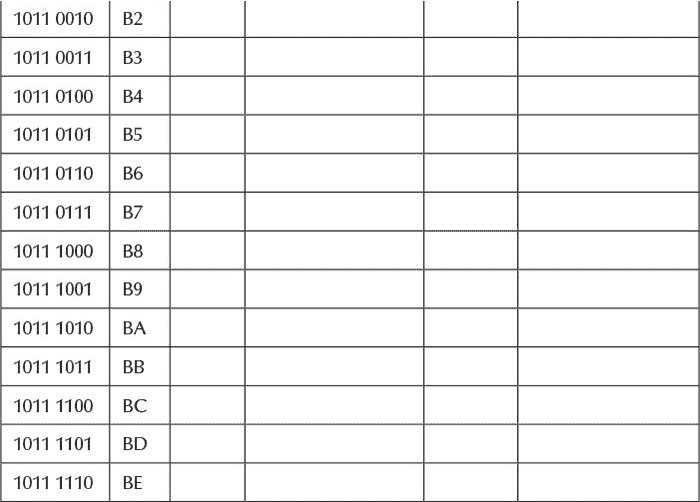 1011 0010 B2
1011 0011 B3
1011 0100 B4
1011 0101 B5
1011 0110 B6
1011 0111 B7
1011 1000 B8
1011 1001 B9
1011 1010 BA
1011 1011 BB
1011 1100 BC
1011 1101 BD
1011 1110 BE